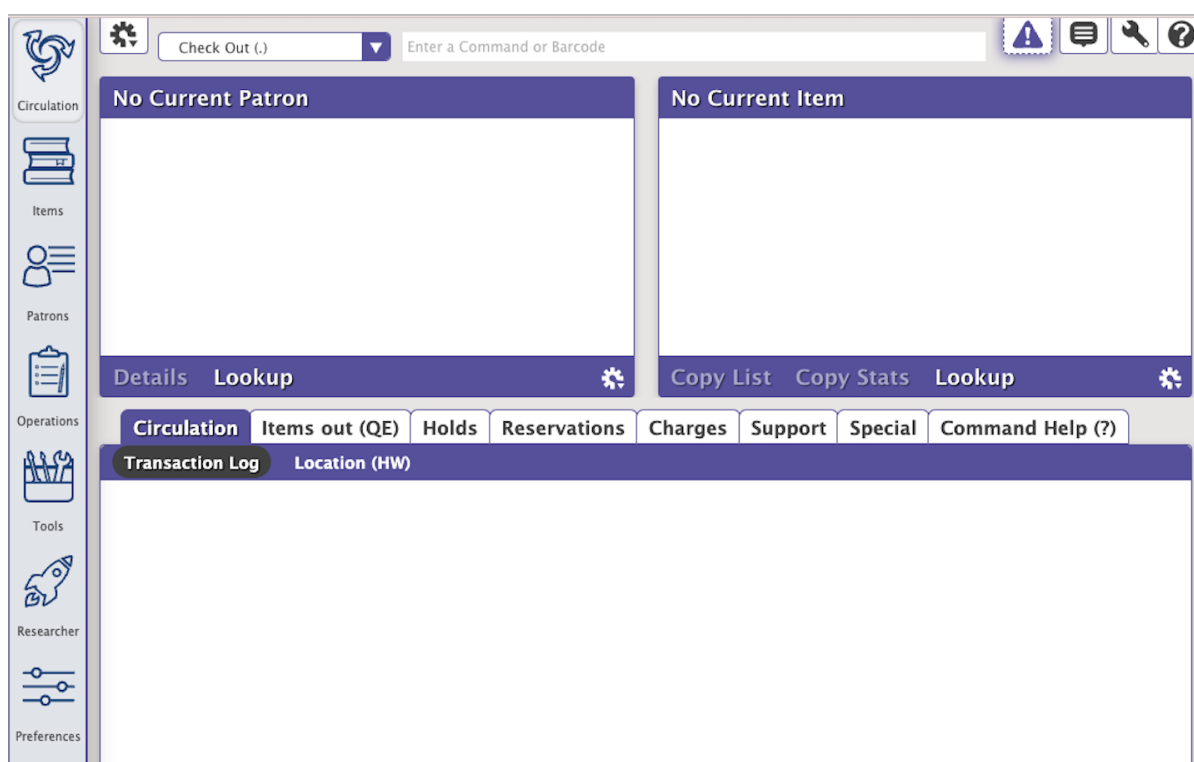 Circulation
Items
Patrons
Operations
Tools
Researcher
Preferences
Check Out (.)
Enter a Command or Barcode
No Current Patron
Details Lookup
No Current Item
Copy List Copy Stats Lookup
Circulation Items out (QE) Holds Reservations Charges Support Special Command Help (?)
Transaction Log Location (HW)